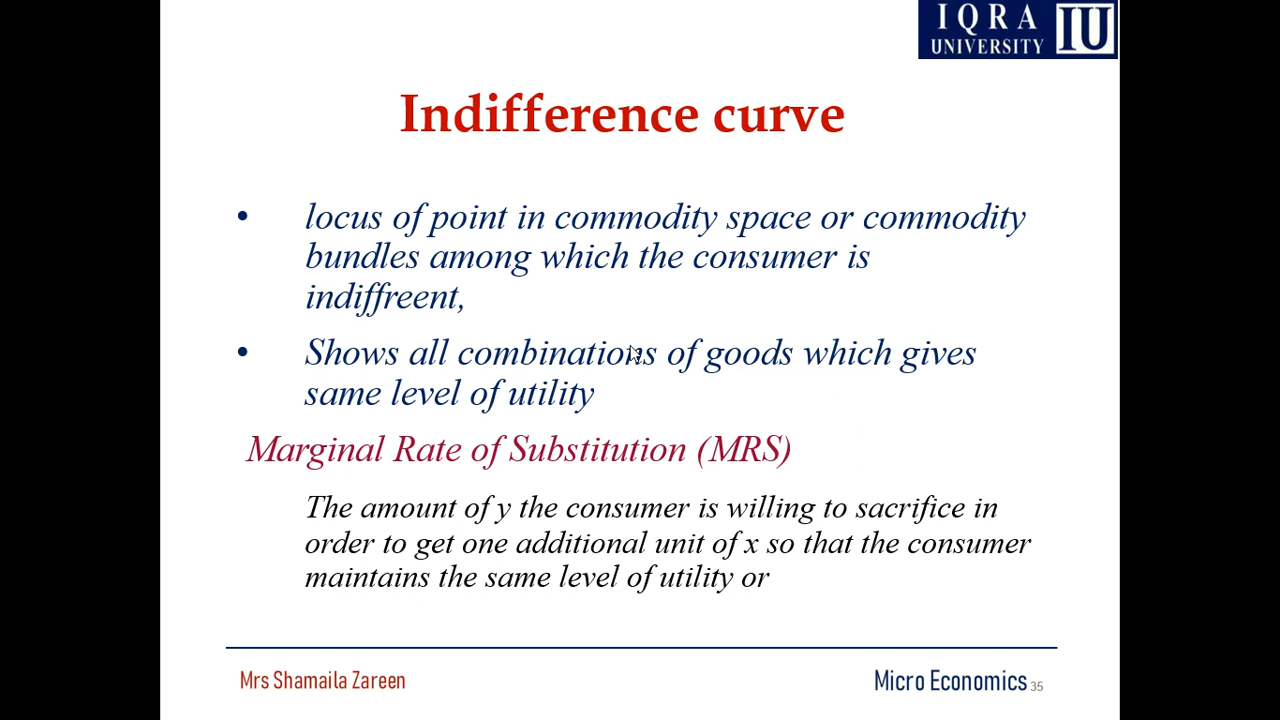 IQRA
UNIVERSITY IU
Indifference curve
• locus of point in commodity space or commodity
bundles among which the consumer is
indiffreent,
• Shows all combinations of goods which gives
same level of utility
Marginal Rate of Substitution (MRS)
The amount of y the consumer is willing to sacrifice in
order to get one additional unit of x so that the consumer
maintains the same level of utility or
Mrs Shamaila Zareen
Micro Economics 35